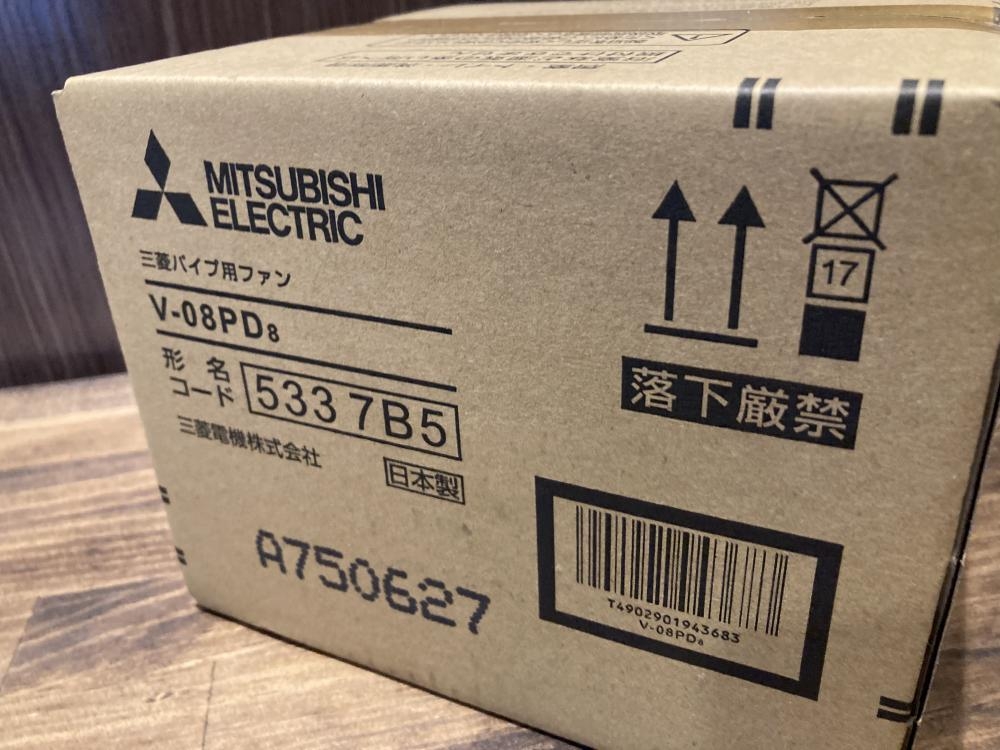 MITSUBISHI
ELECTRIC
三菱パイプ用ファン
V-08PD8
形名
コード
5337B5
三菱電機株式会社
日本製
A750627
17
落下厳禁
T4902901943683
V-08PD8